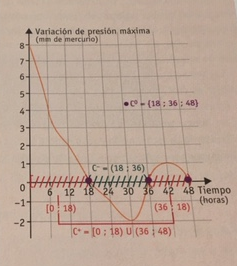 Variación de presión máxima
(mm de mercurio)
8
7
6
5
4
3
2
1
0
-1
-2
C⁰ = {18 ; 36 ; 48}
C⁻ = (18 ; 36)
6 12 18 24 30 36 42 48 Tiempo
(horas)
[0 ; 18)
(36 ; 48)
C⁺ = [0 ; 18) U (36 ; 48)